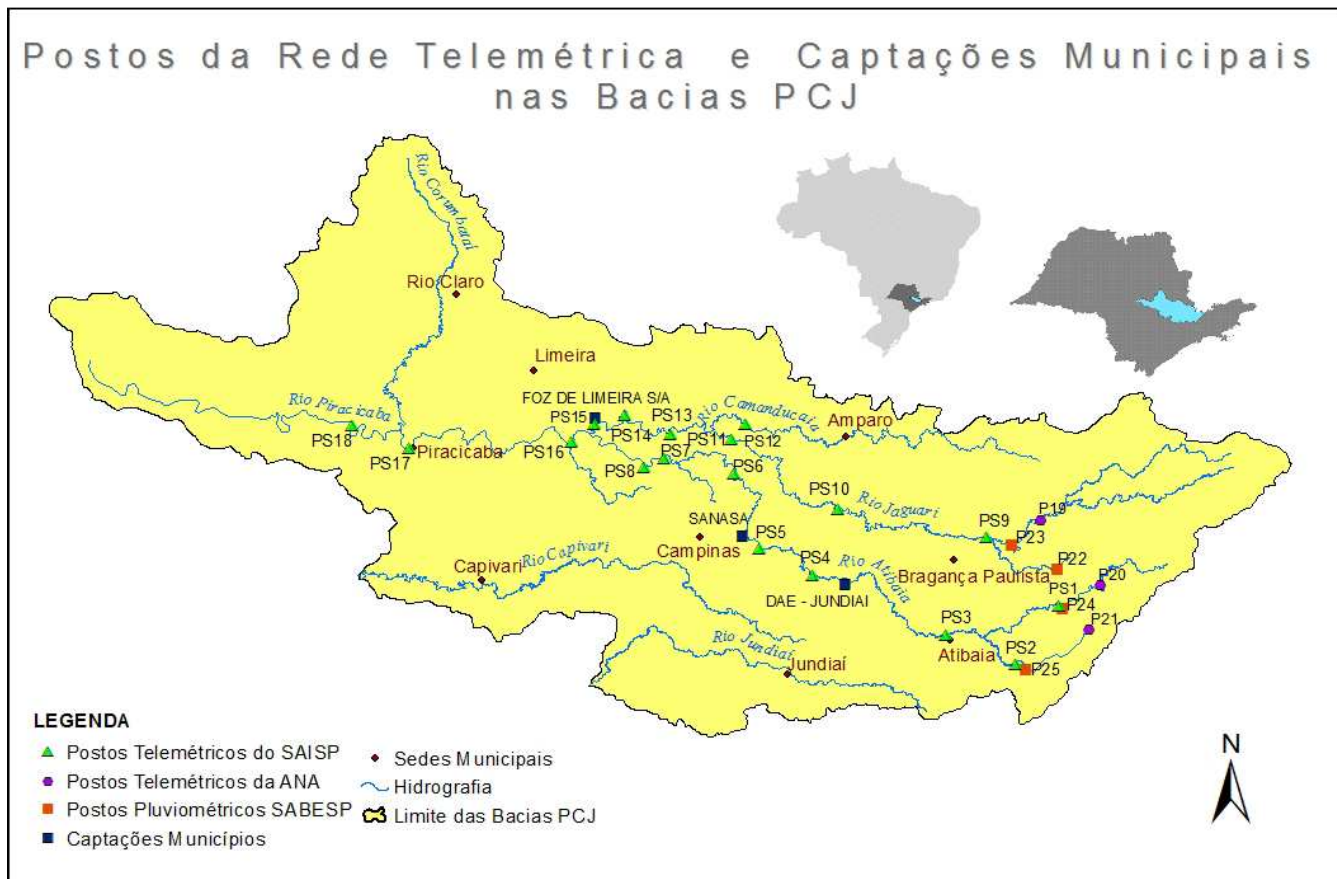 Postos da Rede Telemétrica e Captações Municipais
nas Bacias PCJ
Rio Corumbataí
Rio Claro
Limeira
FOZ DE LIMEIRA S/A
Rio Piracicaba
PS15
PS13
Rio Camanducaia
Amparo
PS18
PS14
PS11
PS12
PS17
Piracicaba
PS16
PS7
PS8
PS6
PS10
Rio Jaguari
P19
SANASA
PS9
P23
PS5
Campinas
Rio Capivari
Capivari
PS4
Rio Atibaia
Bragança Paulista
P22
P20
DAE - JUNDIAI
PS1
P24
PS3
P21
Rio Jundiaí
Jundiaí
Atibaia
PS2
P25
LEGENDA
Postos Telemétricos do SAISP
Postos Telemétricos da ANA
Postos Pluviométricos SABESP
Captações Municípios
Sedes Municipais
Hidrografia
Limite das Bacias PCJ
N